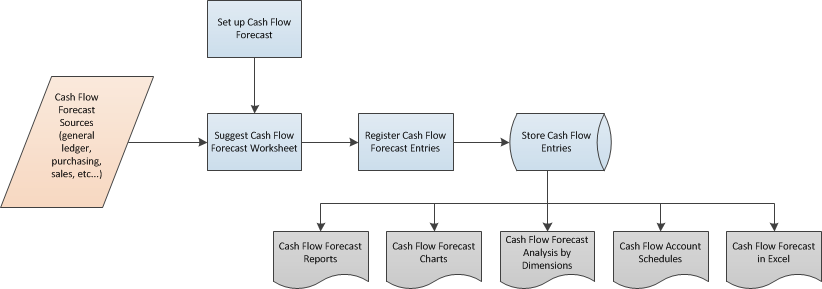 Set up Cash Flow
Forecast
Cash Flow
Forecast
Sources
(general
ledger,
purchasing,
sales, etc...)
Suggest Cash Flow
Forecast Worksheet
Register Cash Flow
Forecast Entries
Store Cash Flow
Entries
Cash Flow Forecast
Reports
Cash Flow Forecast
Charts
Cash Flow Forecast
Analysis by
Dimensions
Cash Flow Account
Schedules
Cash Flow Forecast
in Excel